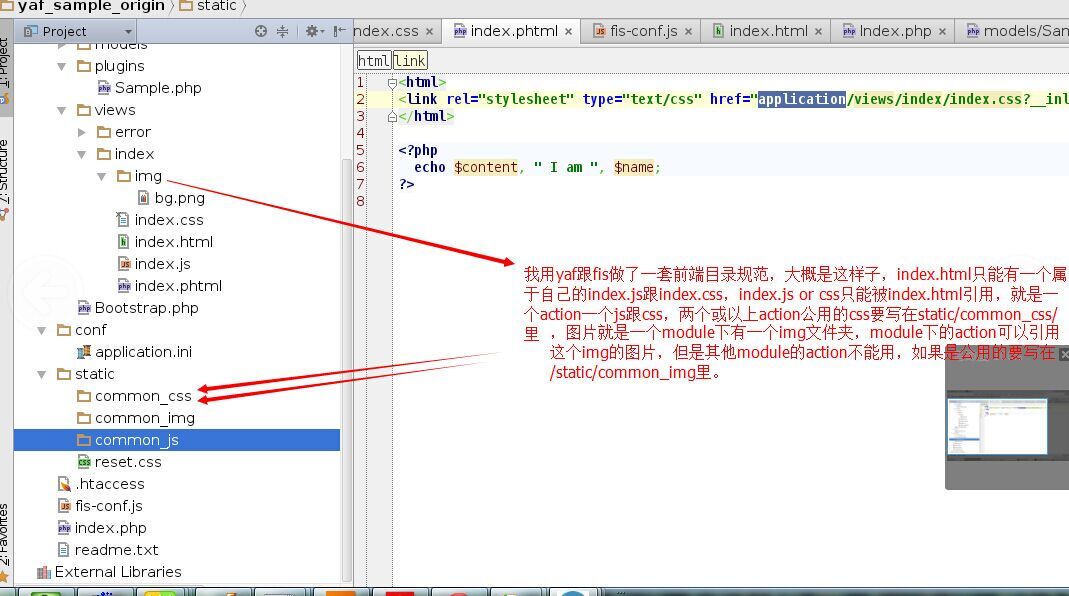 yaf_sample_origin static
Project
ndex.css
index.phtml
fis-conf.js
index.html
Index.php
models/San
1: Project
models
plugins
Sample.php
views
error
index
img
bg.png
index.css
index.html
index.js
index.phtml
Bootstrap.php
conf
application.ini
static
common_css
common_img
common_js
reset.css
.htaccess
fis-conf.js
index.php
readme.txt
External Libraries
7: Structure
2: Favorites
html link
1 <html>
2 <link rel="stylesheet" type="text/css" href="application/views/index/index.css?__inl
3 </html>
4
5 <?php
6 echo $content, " I am ", $name;
7 ?>
8
我用yaf跟fis做了一套前端目录规范，大概是这样子，index.html只能有一个属
于自己的index.js跟index.css，index.js or css只能被index.html引用，就是一
个action一个js跟css，两个或以上action公用的css要写在static/common_css/
里 ，图片就是一个module下有一个img文件夹，module下的action可以引用
这个img的图片，但是其他module的action不能用，如果是公用的要写在
/static/common_img里。